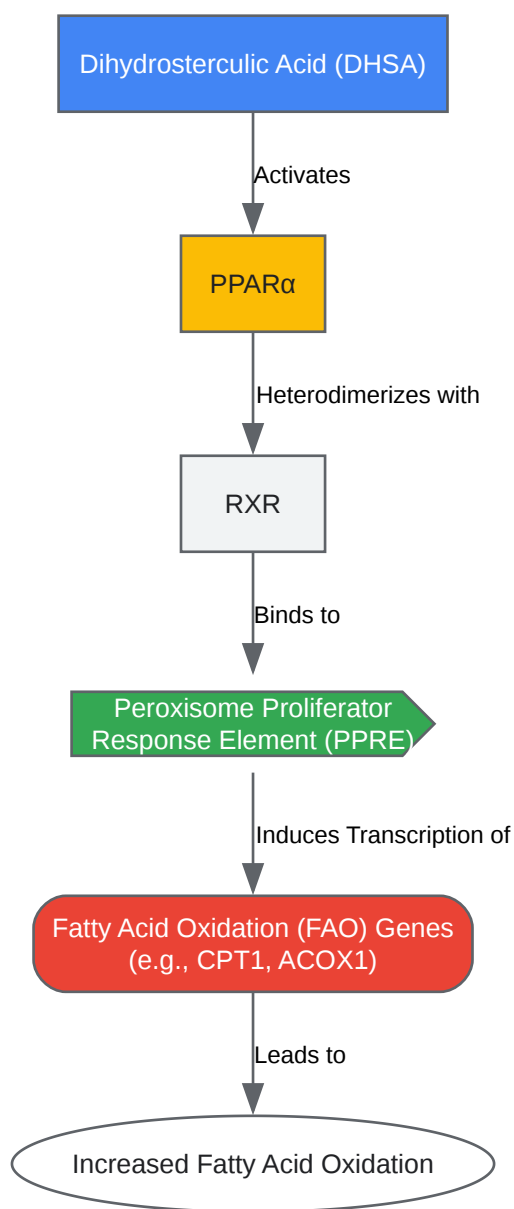 Dihydrosterculic Acid (DHSA)
Activates
PPARα
Heterodimerizes with
RXR
Binds to
Peroxisome Proliferator
Response Element (PPRE)
Induces Transcription of
Fatty Acid Oxidation (FAO) Genes
(e.g., CPT1, ACOX1)
Leads to
Increased Fatty Acid Oxidation